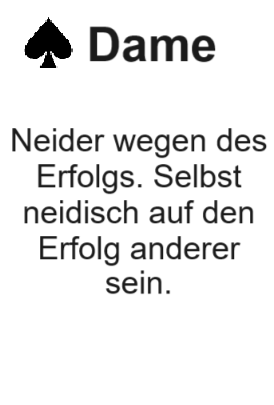 Dame
Neider wegen des
Erfolgs. Selbst
neidisch auf den
Erfolg anderer
sein.